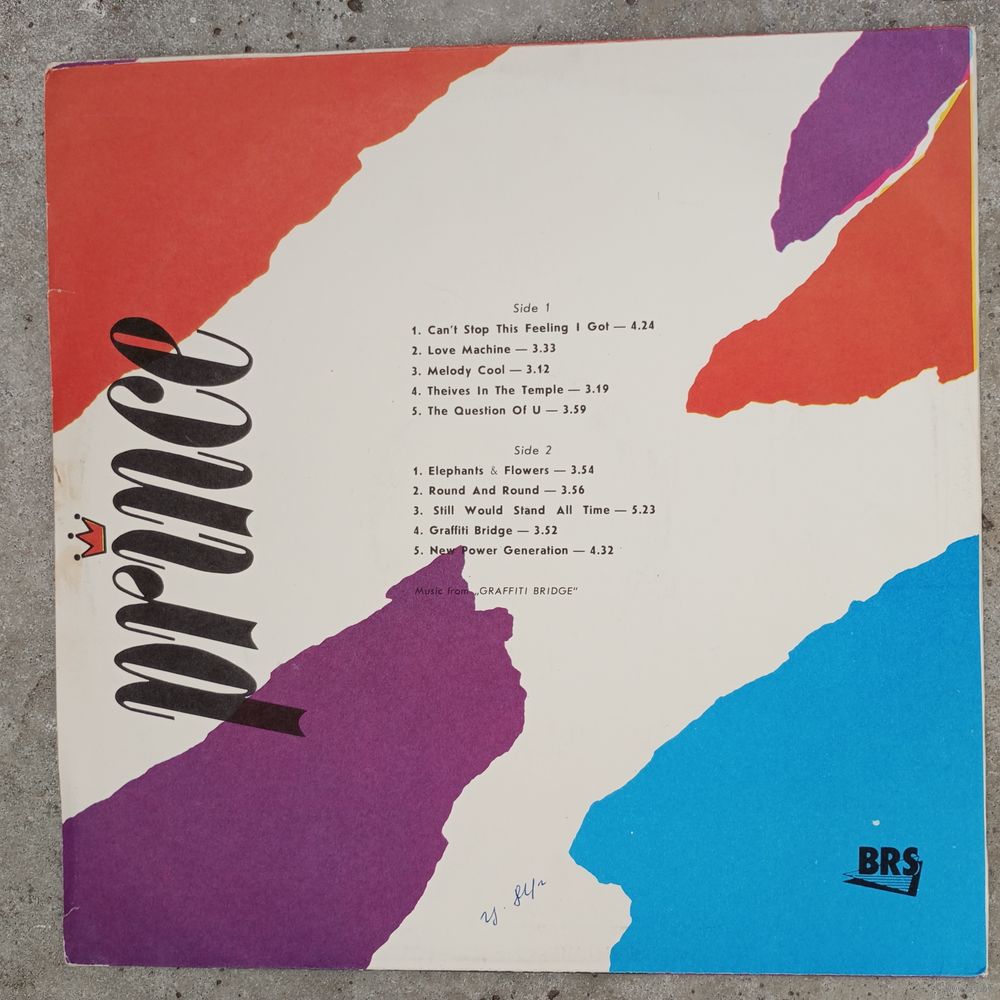 prince
Side 1
1. Can't Stop This Feeling I Got — 4.24
2. Love Machine — 3.33
3. Melody Cool — 3.12
4. Theives In The Temple — 3.19
5. The Question Of U — 3.59
Side 2
1. Elephants & Flowers — 3.54
2. Round And Round — 3.56
3. Still Would Stand All Time — 5.23
4. Graffiti Bridge — 3.52
5. New Power Generation — 4.32
Music from „GRAFFITI BRIDGE"
BRS